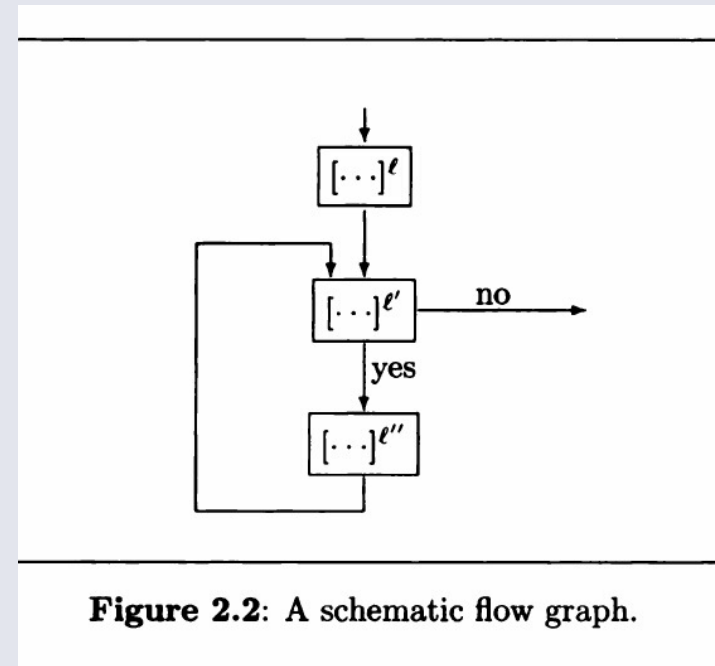 [···]ℓ
[···]ℓ′
no
yes
[···]ℓ″
Figure 2.2: A schematic flow graph.